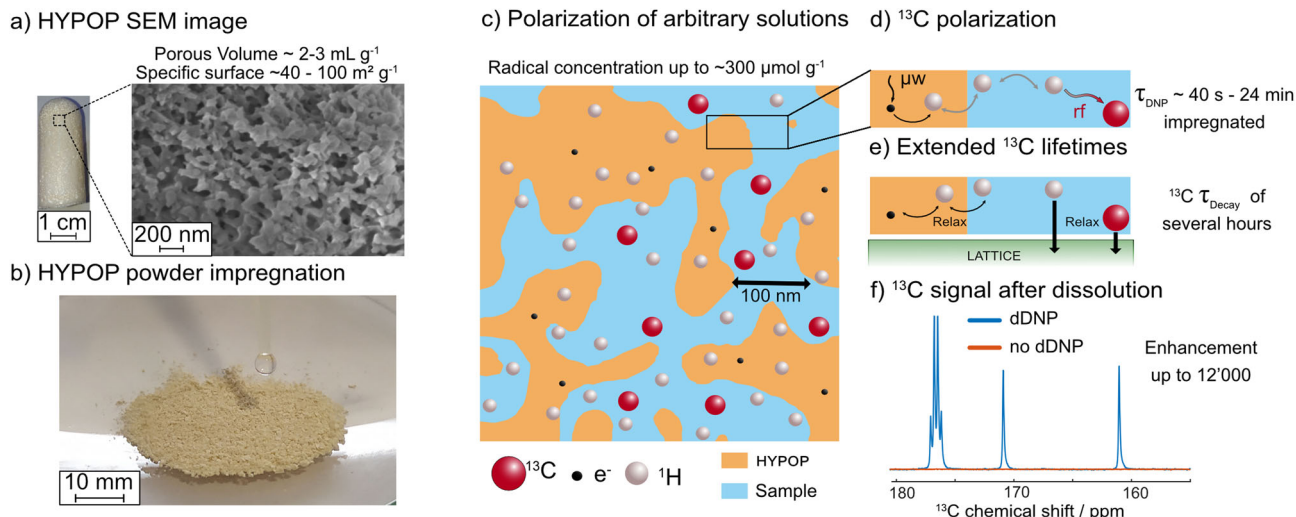 a) HYPOP SEM image
Porous Volume ~ 2-3 mL g⁻¹
Specific surface ~40 - 100 m² g⁻¹
1 cm
200 nm
b) HYPOP powder impregnation
10 mm
c) Polarization of arbitrary solutions
Radical concentration up to ~300 µmol g⁻¹
100 nm
¹³C
e⁻
¹H
HYPOP
Sample
d) ¹³C polarization
µw
rf
τDNP ~ 40 s - 24 min
impregnated
e) Extended ¹³C lifetimes
Relax
Relax
LATTICE
¹³C τDecay of
several hours
f) ¹³C signal after dissolution
dDNP
no dDNP
Enhancement
up to 12'000
180
170
160
¹³C chemical shift / ppm